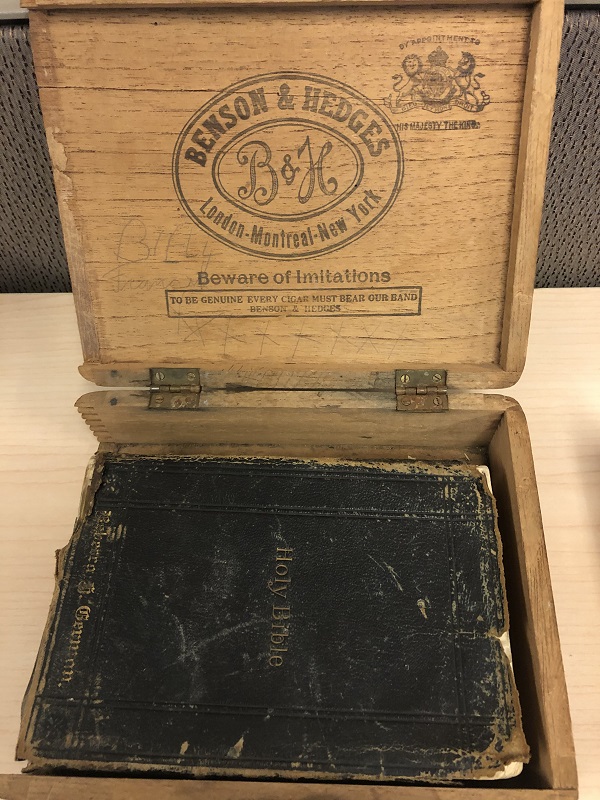 BY APPOINTMENT TO
HIS MAJESTY THE KING.
BENSON & HEDGES
B & H
London-Montreal-New York
BILLY
Beware of Imitations
TO BE GENUINE EVERY CIGAR MUST BEAR OUR BAND
BENSON & HEDGES
Holy Bible